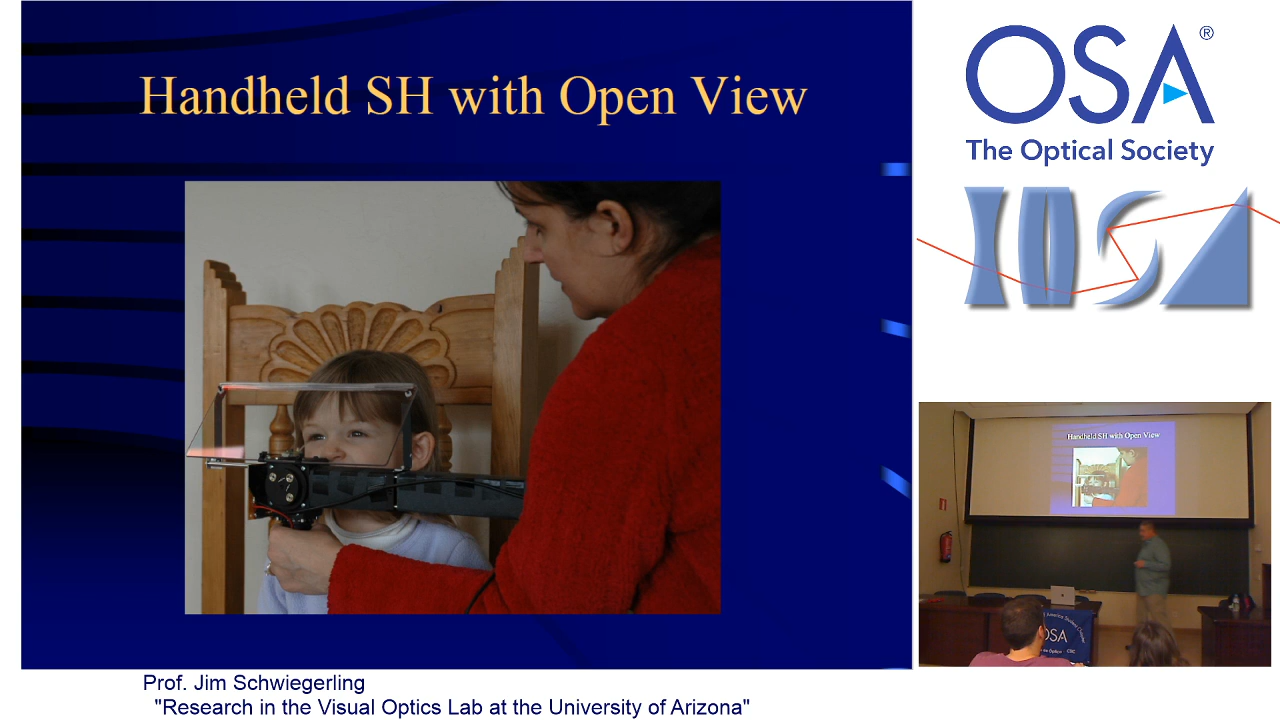 Handheld SH with Open View
OSA®
The Optical Society
IOSA
Handheld SH with Open View
OSA
Prof. Jim Schwiegerling
"Research in the Visual Optics Lab at the University of Arizona"